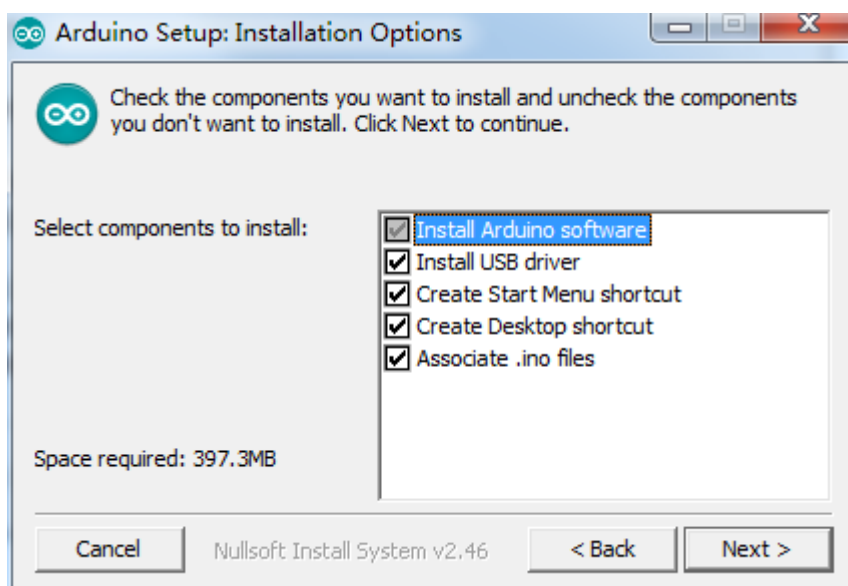 Arduino Setup: Installation Options
Check the components you want to install and uncheck the components
you don't want to install. Click Next to continue.
Select components to install:
Install Arduino software
Install USB driver
Create Start Menu shortcut
Create Desktop shortcut
Associate .ino files
Space required: 397.3MB
Cancel
Nullsoft Install System v2.46
< Back
Next >